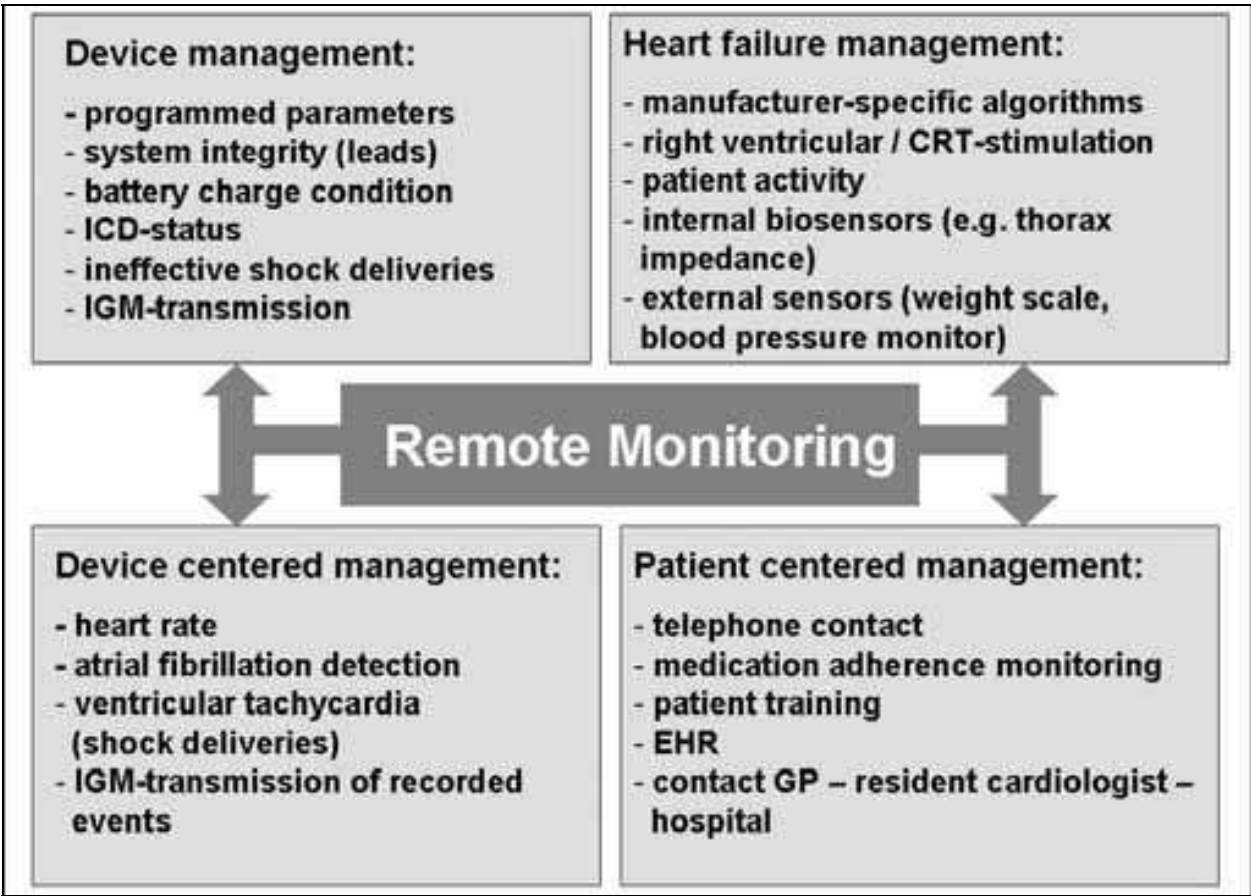 Device management:
- programmed parameters
- system integrity (leads)
- battery charge condition
- ICD-status
- ineffective shock deliveries
- IGM-transmission
Heart failure management:
- manufacturer-specific algorithms
- right ventricular / CRT-stimulation
- patient activity
- internal biosensors (e.g. thorax
impedance)
- external sensors (weight scale,
blood pressure monitor)
Remote Monitoring
Device centered management:
- heart rate
- atrial fibrillation detection
- ventricular tachycardia
(shock deliveries)
- IGM-transmission of recorded
events
Patient centered management:
- telephone contact
- medication adherence monitoring
- patient training
- EHR
- contact GP – resident cardiologist –
hospital